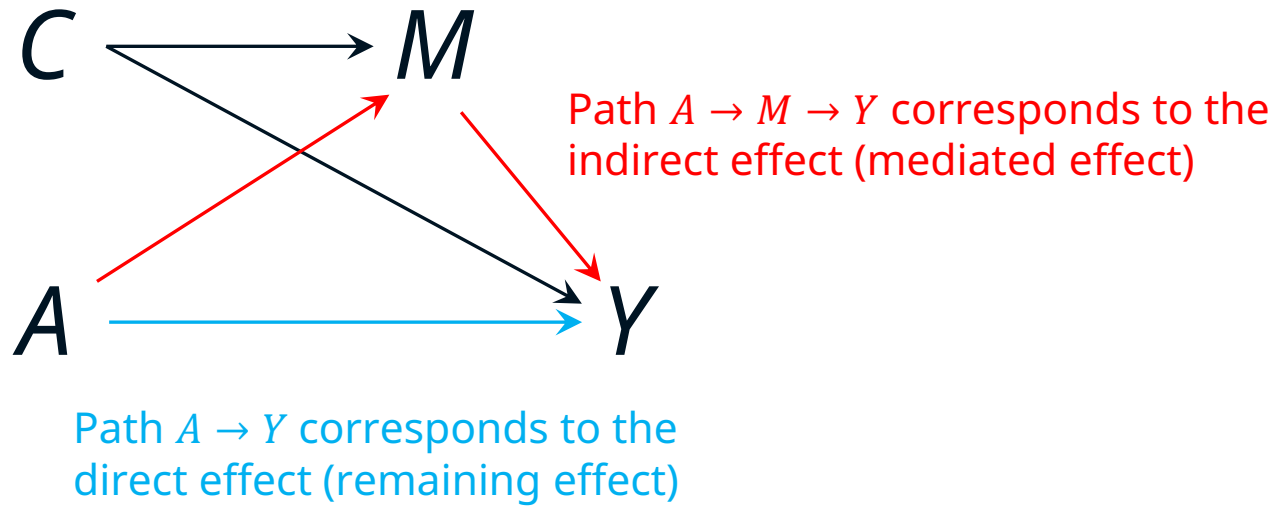 C
M
Path A → M → Y corresponds to the
indirect effect (mediated effect)
A
Y
Path A → Y corresponds to the
direct effect (remaining effect)